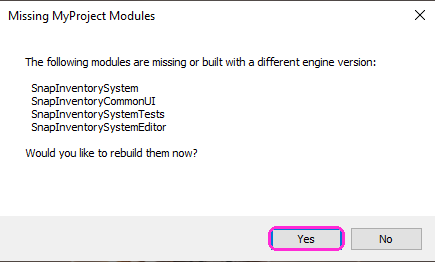 Missing MyProject Modules
The following modules are missing or built with a different engine version:
SnapInventorySystem
SnapInventoryCommonUI
SnapInventorySystemTests
SnapInventorySystemEditor
Would you like to rebuild them now?
Yes
No